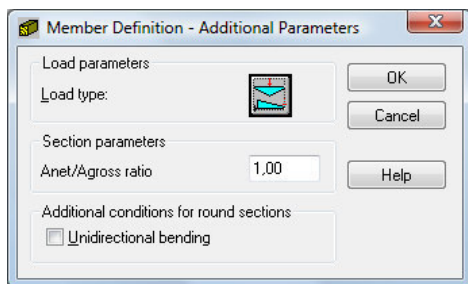 Member Definition - Additional Parameters
Load parameters
Load type:
OK
Cancel
Section parameters
Anet/Agross ratio 1,00
Help
Additional conditions for round sections
Unidirectional bending